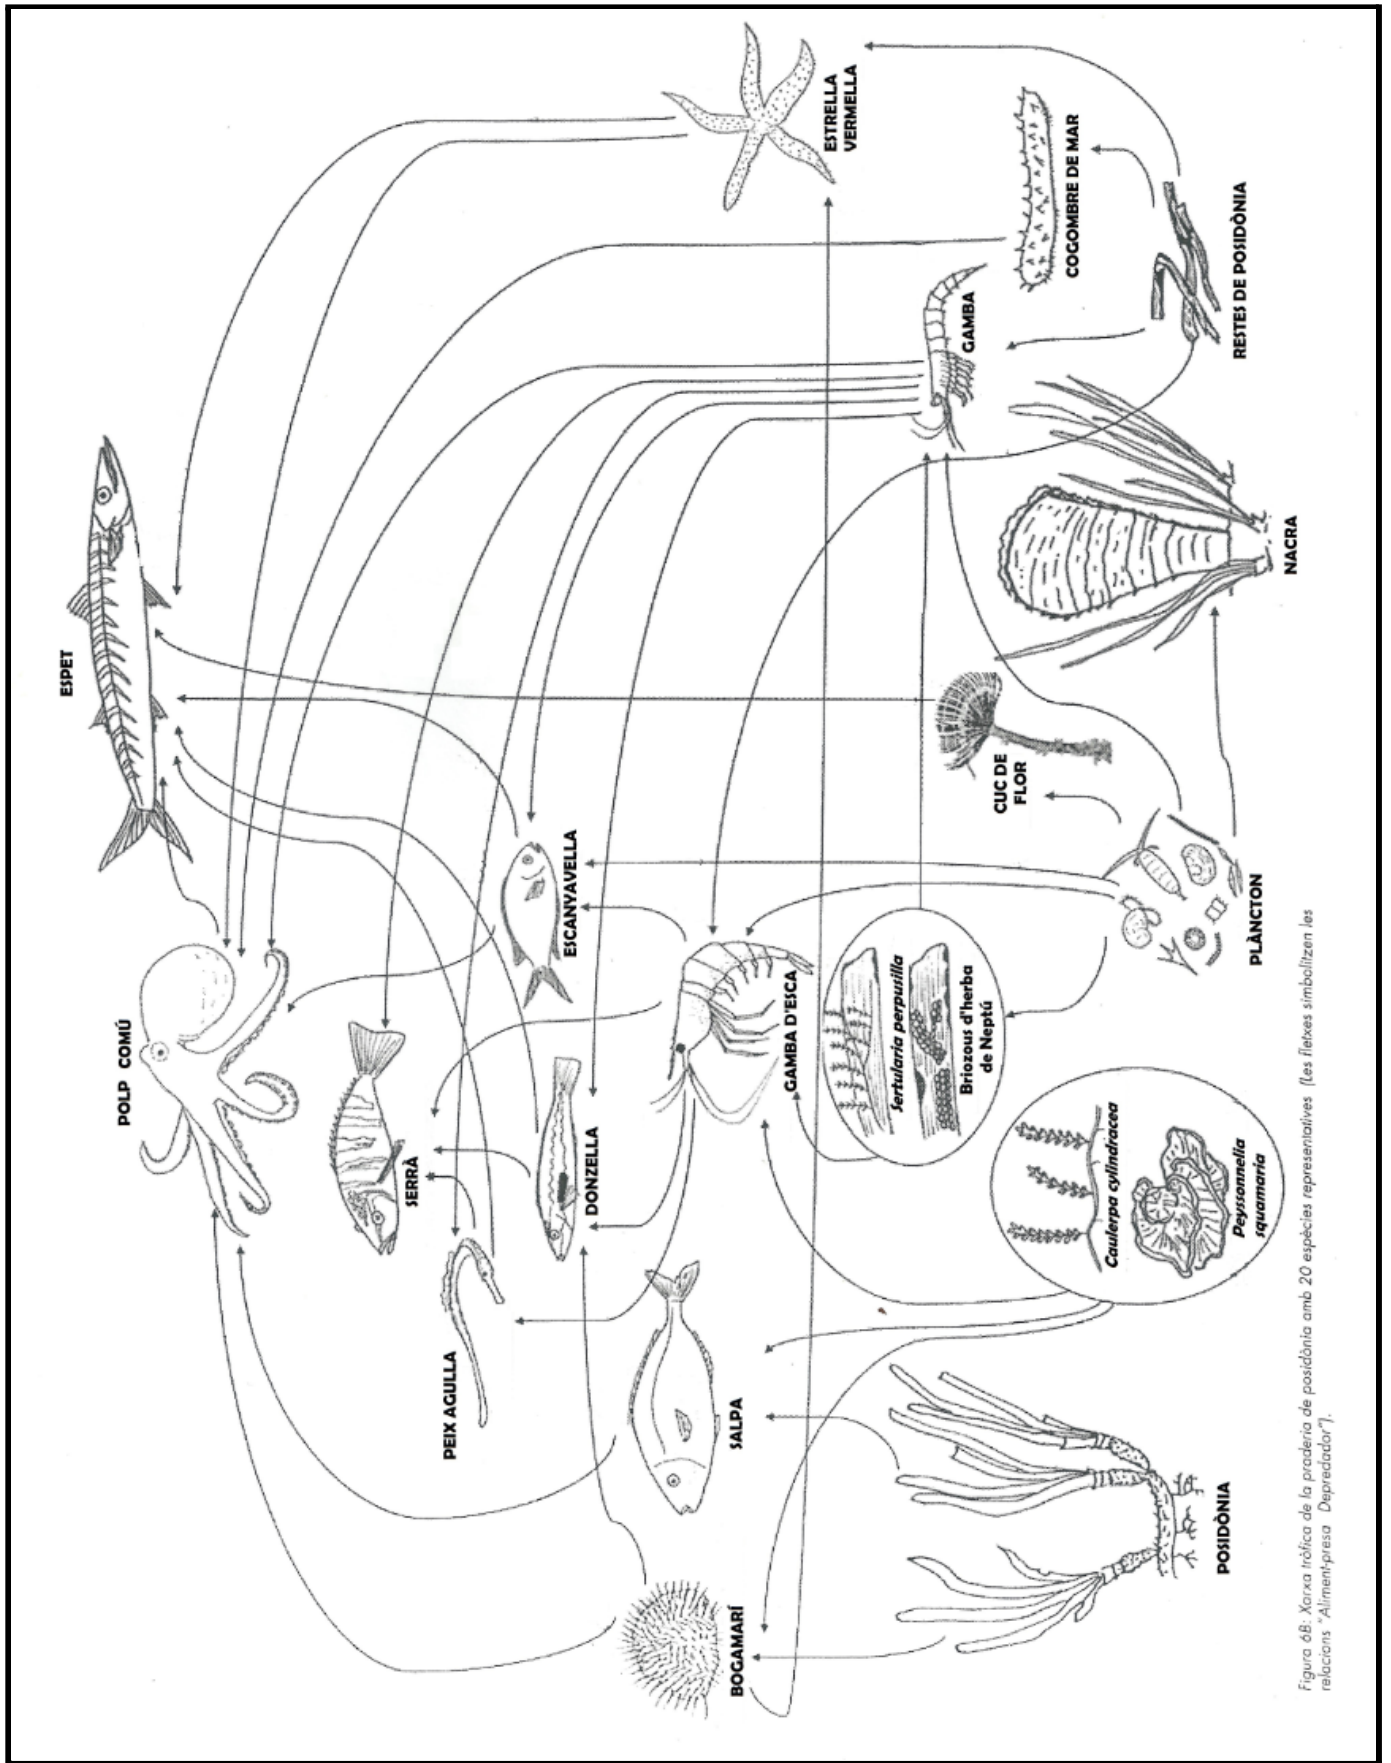 ESPET
POLP COMÚ
SERRÀ
PEIX AGULLA
ESCANYAVELLA
DONZELLA
ESTRELLA
VERMELLA
BOGAMARÍ
SALPA
GAMBA D'ESCA
CUC DE
FLOR
GAMBA
COGOMBRE DE MAR
Sertularia perpusilla
Briozous d'herba
de Neptú
Caulerpa cylindracea
Peyssonnelia
squamaria
POSIDÒNIA
PLÀNCTON
NACRA
RESTES DE POSIDÒNIA
Figura 6B: Xarxa tròfica de la praderia de posidònia amb 20 espècies representatives (Les fletxes simbolitzen les
relacions "Aliment-presa Depredador").